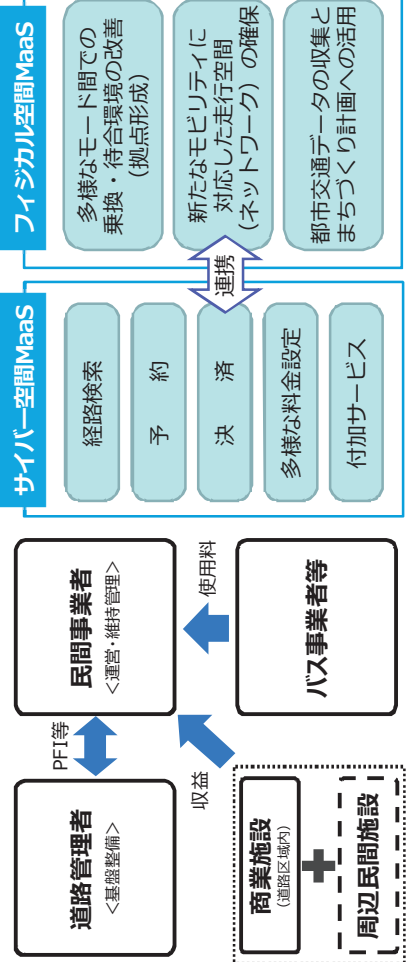 道路管理者
<基盤整備>
PFI等
民間事業者
<運営・維持管理>
収益
使用料
商業施設
(道路区域内)
+
周辺民間施設
バス事業者等
サイバー空間MaaS
経路検索
予約
決済
多様な料金設定
付加サービス
連携
フィジカル空間MaaS
多様なモード間での
乗換・待合環境の改善
(拠点形成)
新たなモビリティに
対応した走行空間
(ネットワーク)の確保
都市交通データの収集と
まちづくり計画への活用